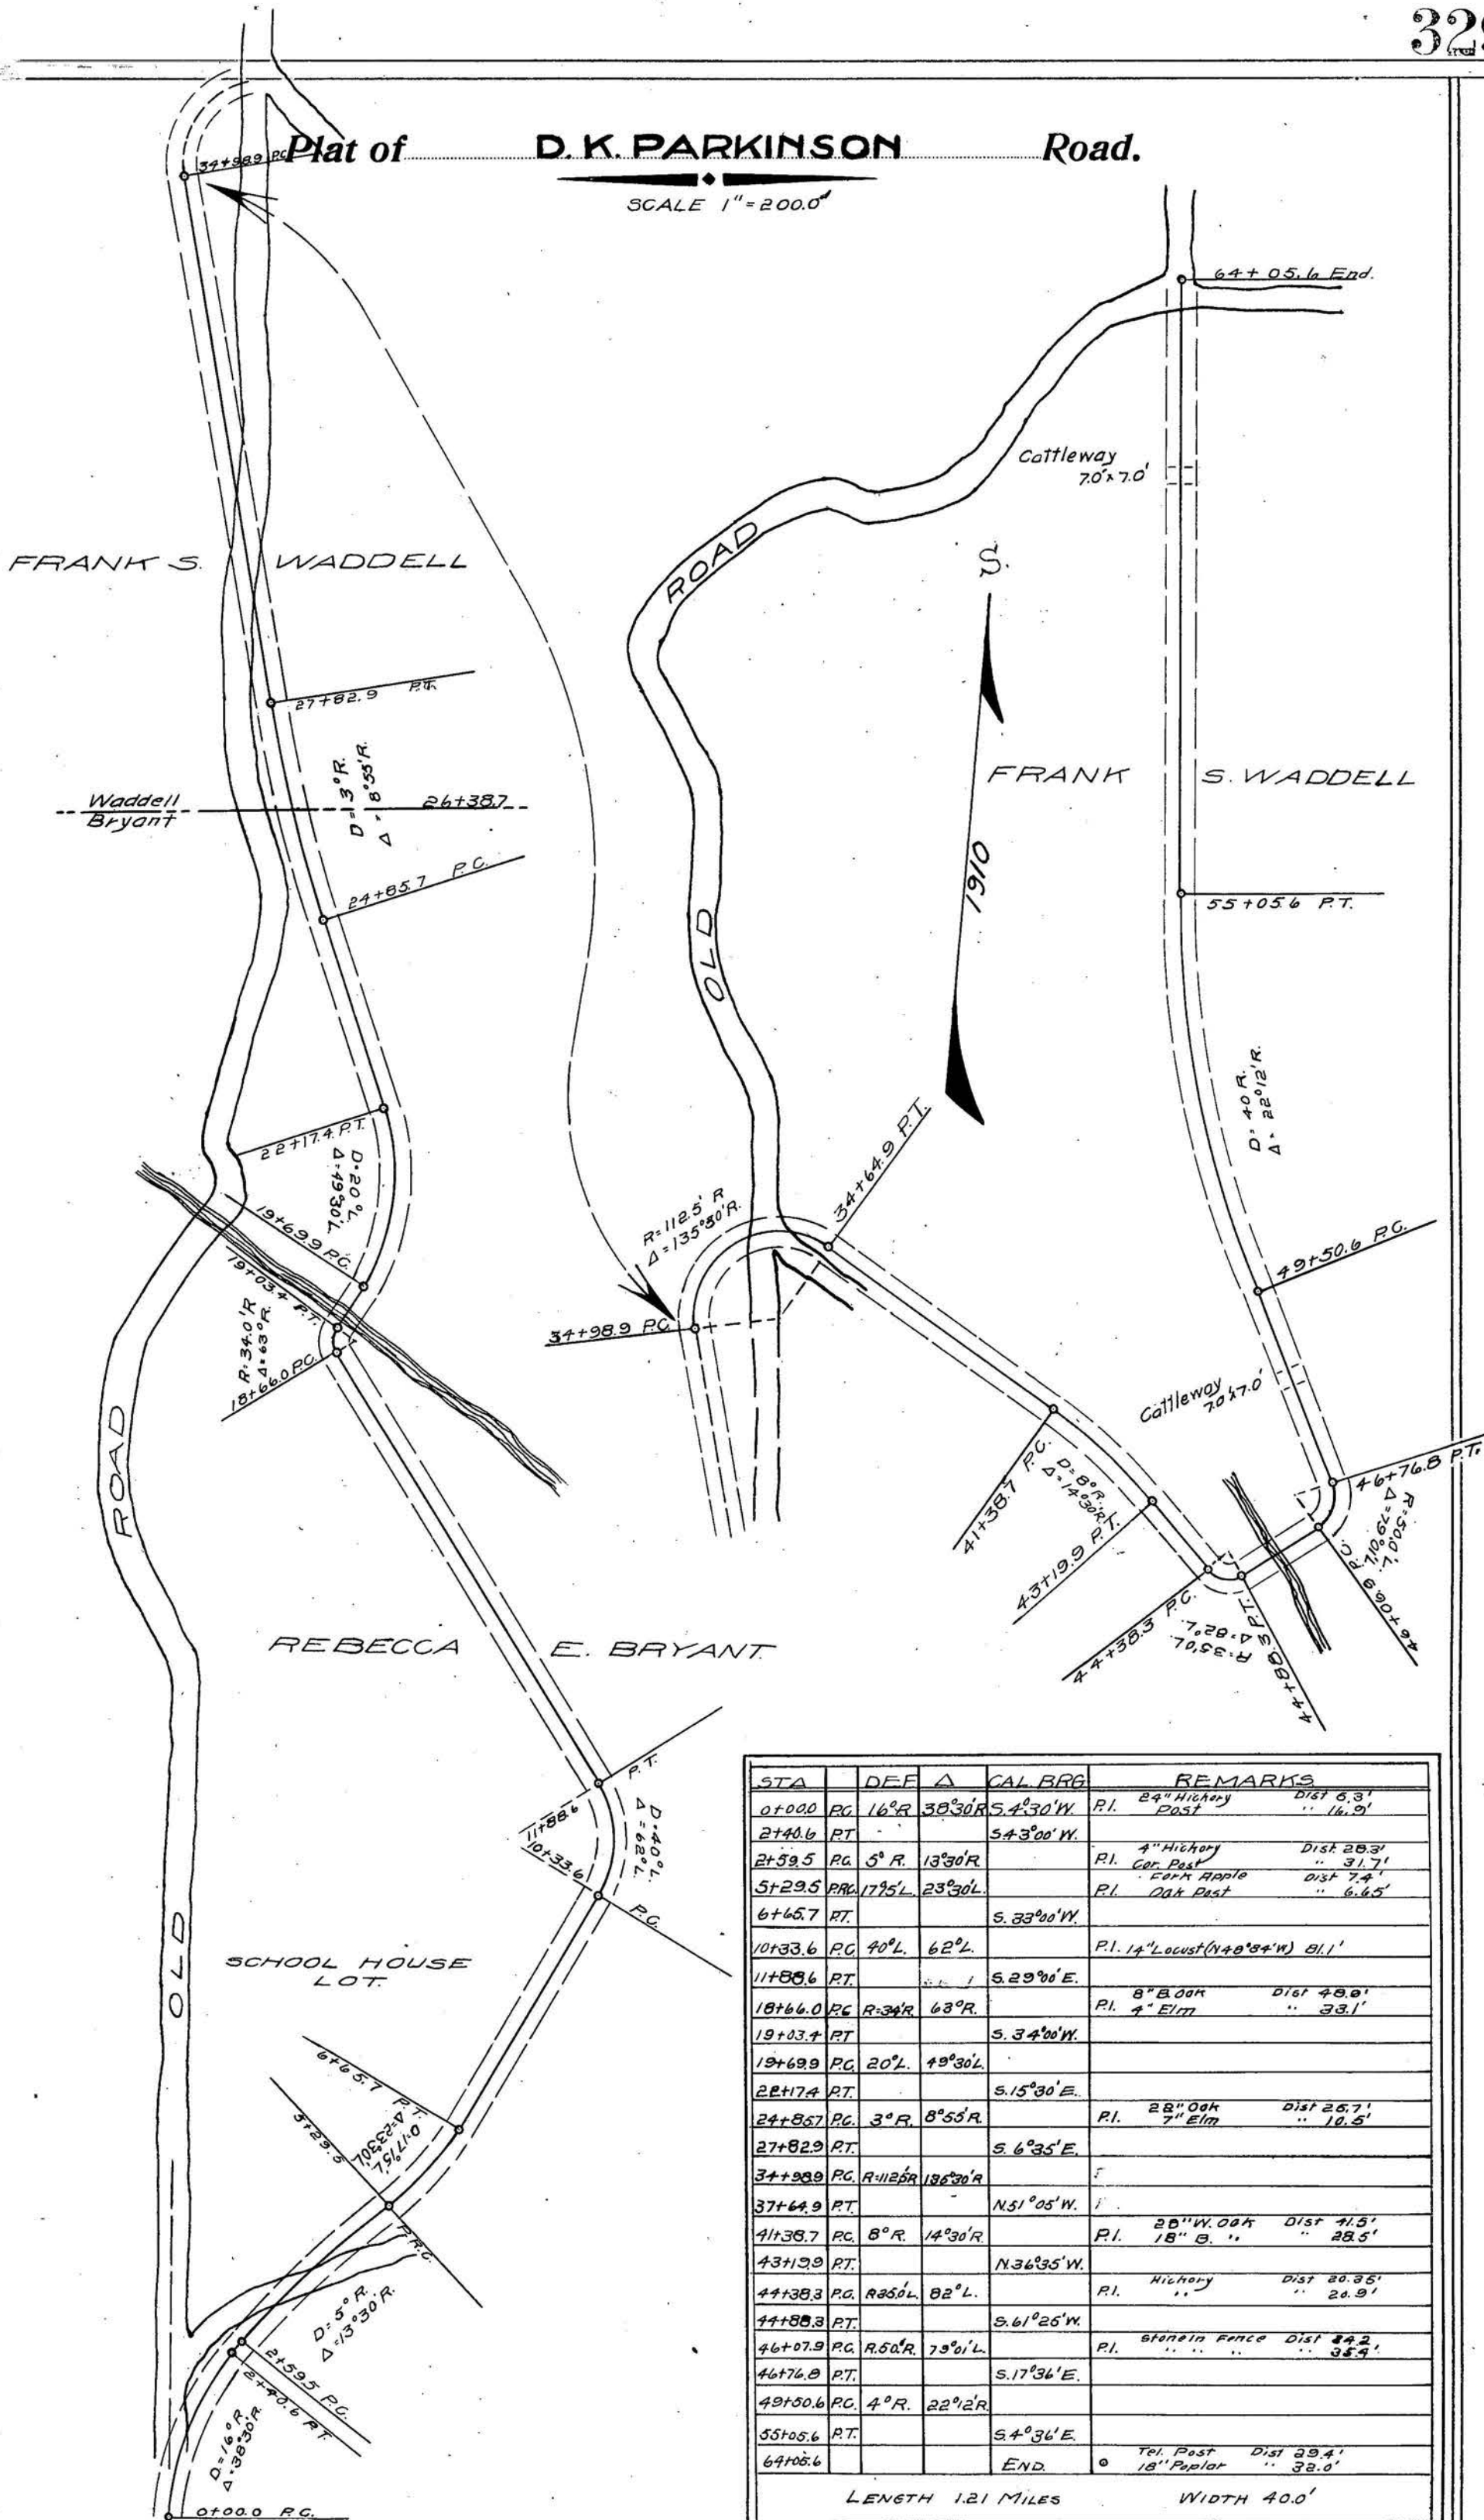 Plat of D. K. PARKINSON Road.
SCALE 1" = 200.0'
34+98.9 P.C.
64+05.6 End.
Cattleway
7.0' x 7.0'
ROAD
S.
FRANK S. WADDELL
27+82.9 P.T.
D=3°R.
Δ=8°55'R.
FRANK S. WADDELL
Waddell
Bryant
26+38.7
24+85.7 P.C.
1910
55+05.6 P.T.
OLD
D=40 R.
Δ=22°12'R.
22+17.4 P.T.
D=20°L.
Δ=49°30'L.
34+64.9 P.T.
19+69.9 P.C.
R=112.5' R
Δ=135°30'R.
19+03.4 P.T.
49+50.6 P.C.
R=34.0'R
Δ=63°R.
34+98.9 P.C.
18+66.0 P.C.
Cattleway
7.0'x7.0'
ROAD
41+38.7 P.C.
D=8°R.
Δ=14°30'R.
46+76.8 P.T.
R=50.0'L.
Δ=79°01'L.
43+19.9 P.T.
46+06.9 P.C.
44+38.3 P.C.
R=35.0'L.
Δ=82°L.
44+88.3 P.T.
REBECCA E. BRYANT.
P.T.
11+88.6
D=40°L.
Δ=62°L.
10+33.6
P.C.
OLD
SCHOOL HOUSE
LOT.
6+65.7 P.T.
D=17°15'L
Δ=23°30'L
5+29.5
P.R.C.
D=5°R.
Δ=13°30'R.
2+59.5 P.C.
2+40.6 P.T.
D=16°R.
Δ=38°30'R.
0+00.0 P.C.
STA DEF Δ CAL. BRG REMARKS
0+00.0 P.C. 16°R 38°30'R S.4°30'W. P.I. 24" Hickory Dist 6.3'
Post " 16.9'
2+40.6 P.T. S43°00'W.
2+59.5 P.C. 5°R. 13°30'R. P.I. 4" Hickory Dist. 28.3'
Cor. Post " 31.7'
5+29.5 P.R.C. 17°15'L 23°30'L. P.I. Fork Apple Dist 7.4'
Oak Post " 6.65'
6+65.7 P.T. S. 33°00'W.
10+33.6 P.C. 40°L. 62°L. P.I. 14" Locust (N48°34'W) 81.1'
11+88.6 P.T. S.29°00'E.
18+66.0 P.C. R=34'R 63°R. P.I. 8" B. Oak Dist 48.0'
4" Elm " 33.1'
19+03.4 P.T. S. 34°00'W.
19+69.9 P.C. 20°L. 49°30'L.
22+17.4 P.T. S.15°30'E.
24+85.7 P.C. 3°R. 8°55'R P.I. 28" Oak Dist 26.7'
7" Elm " 10.5'
27+82.9 P.T. S. 6°35'E.
34+98.9 P.C. R=112.5'R 135°30'R
37+64.9 P.T. N.51°05'W.
41+38.7 P.C. 8°R. 14°30'R P.I. 28" W. Oak Dist 41.5'
18" B. " " 28.5'
43+19.9 P.T. N.36°35'W.
44+38.3 P.C. R35.0'L 82°L. P.I. Hickory Dist 20.35'
" " 20.9'
44+88.3 P.T. S.61°25'W.
46+07.9 P.C. R.50.'R. 79°01'L. P.I. Stone in Fence Dist 24.2
" " " " 35.4'
46+76.8 P.T. S.17°36'E.
49+50.6 P.C. 4°R. 22°12'R
55+05.6 P.T. S.4°36'E.
64+05.6 END. Tel. Post Dist 29.4'
18" Poplar " 32.0'
LENGTH 1.21 MILES WIDTH 40.0'